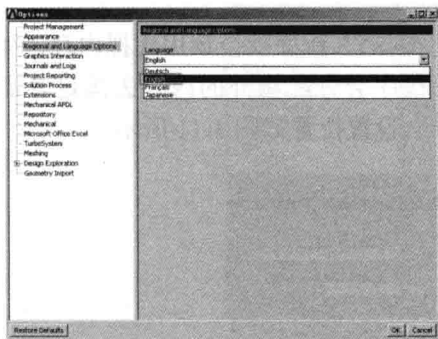 Options
Project Management
Appearance
Regional and Language Options
Graphics Interaction
Journals and Logs
Project Reporting
Solution Process
Extensions
Mechanical APDL
Repository
Mechanical
Microsoft Office Excel
TurboSystem
Meshing
Design Exploration
Geometry Import
Regional and Language Options
Language
English
Deutsch
English
Français
Japanese
Restore Defaults
OK
Cancel